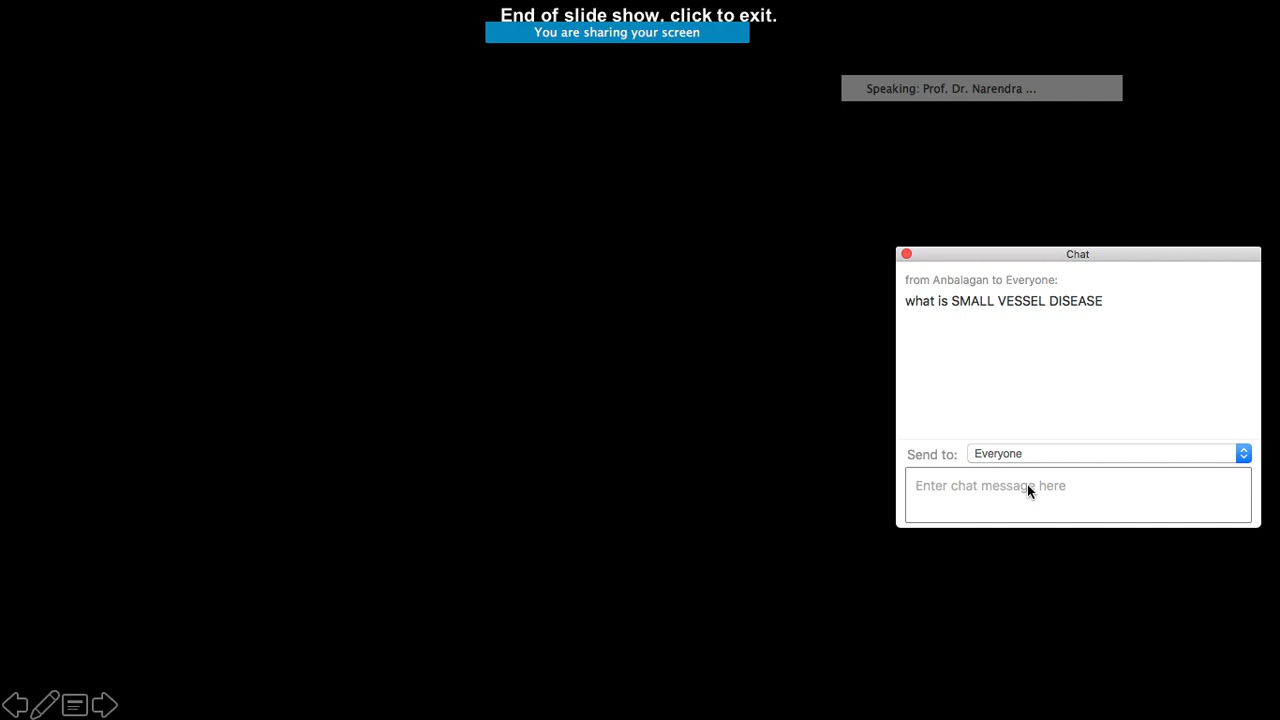 End of slide show, click to exit.
You are sharing your screen
Speaking: Prof. Dr. Narendra ...
Chat
from Anbalagan to Everyone:
what is SMALL VESSEL DISEASE
Send to: Everyone
Enter chat message here